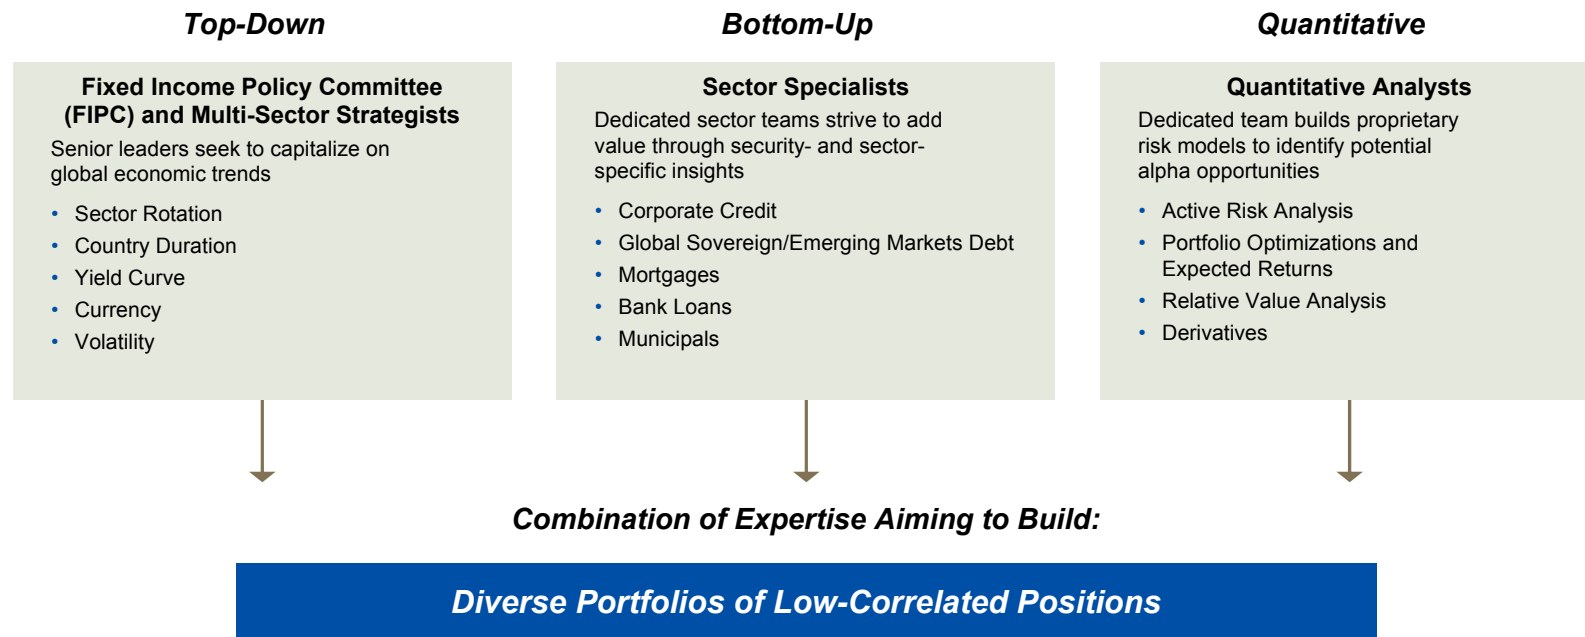 Top-Down
Fixed Income Policy Committee
(FIPC) and Multi-Sector Strategists
Senior leaders seek to capitalize on
global economic trends
• Sector Rotation
• Country Duration
• Yield Curve
• Currency
• Volatility
Bottom-Up
Sector Specialists
Dedicated sector teams strive to add
value through security- and sector-
specific insights
• Corporate Credit
• Global Sovereign/Emerging Markets Debt
• Mortgages
• Bank Loans
• Municipals
Quantitative
Quantitative Analysts
Dedicated team builds proprietary
risk models to identify potential
alpha opportunities
• Active Risk Analysis
• Portfolio Optimizations and
Expected Returns
• Relative Value Analysis
• Derivatives
Combination of Expertise Aiming to Build:
Diverse Portfolios of Low-Correlated Positions